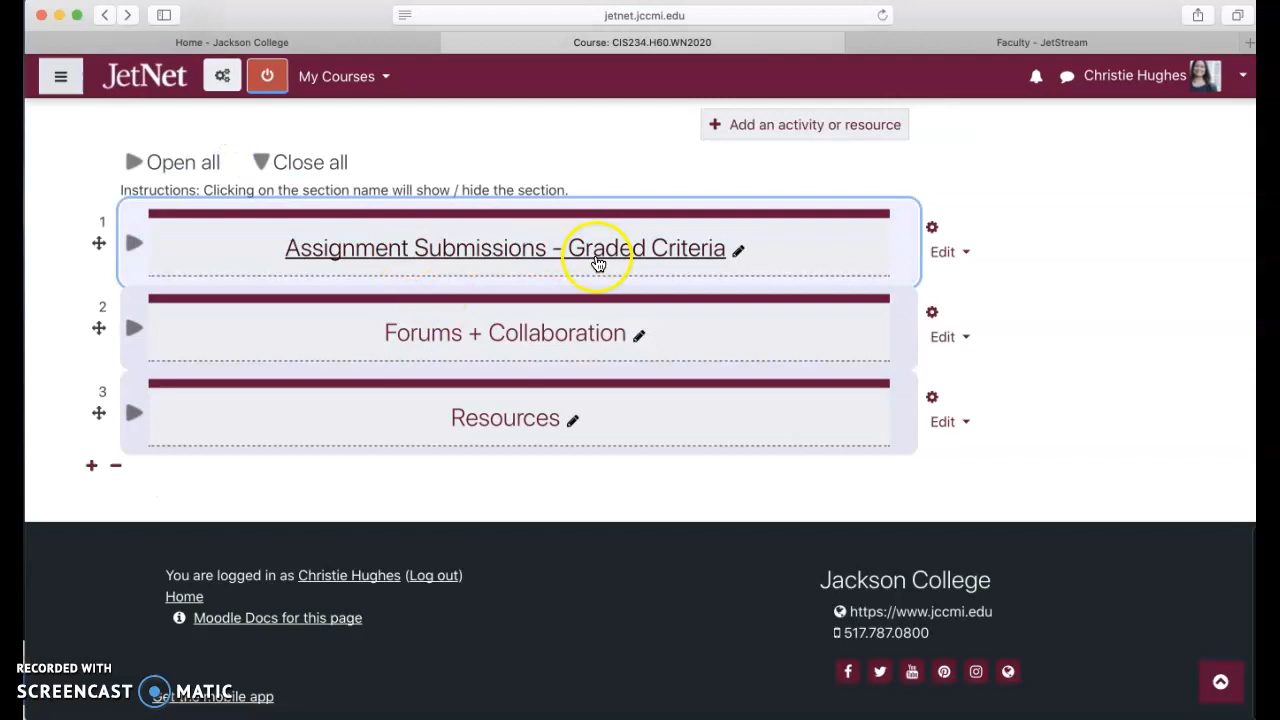 jetnet.jccmi.edu
Home - Jackson College
Course: CIS234.H60.WN2020
Faculty - JetStream
JetNet
My Courses
Christie Hughes
+ Add an activity or resource
Open all
Close all
Instructions: Clicking on the section name will show / hide the section.
1
Assignment Submissions - Graded Criteria
Edit
2
Forums + Collaboration
Edit
3
Resources
Edit
You are logged in as Christie Hughes (Log out)
Home
Moodle Docs for this page
Jackson College
https://www.jccmi.edu
517.787.0800
RECORDED WITH
SCREENCAST MATIC
Get the mobile app